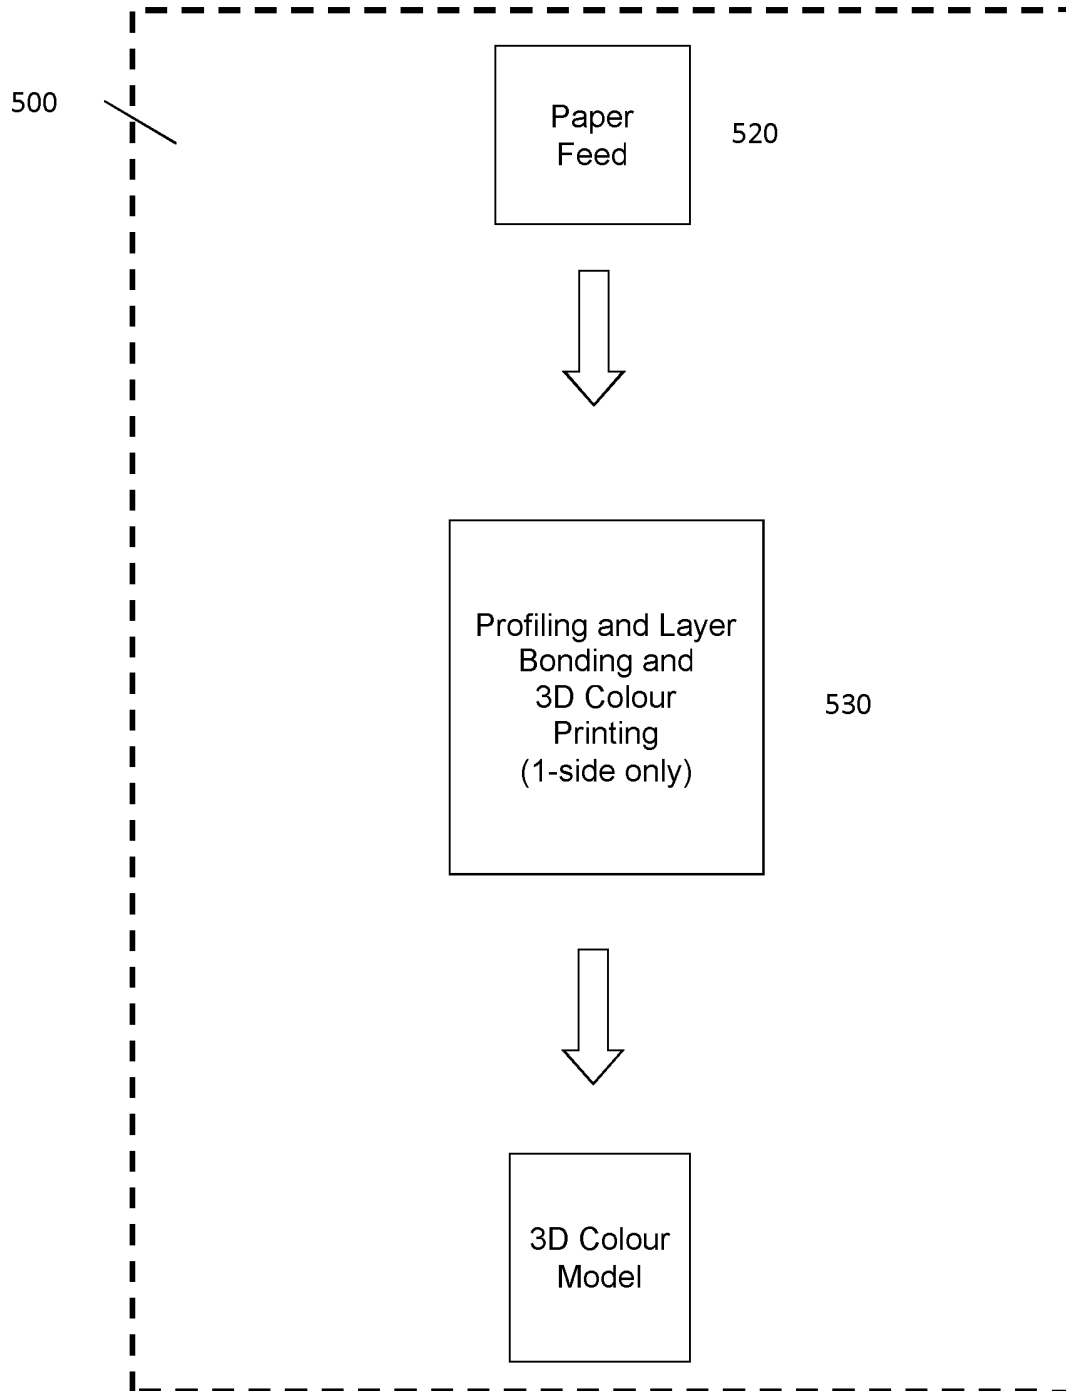 500
Paper
Feed
520
Profiling and Layer
Bonding and
3D Colour
Printing
(1-side only)
530
3D Colour
Model